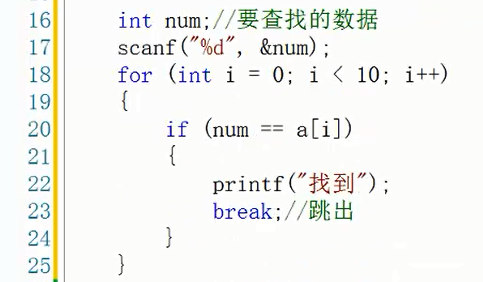 16 int num;//要查找的数据
17 scanf("%d", &num);
18 for (int i = 0; i < 10; i++)
19 {
20 if (num == a[i])
21 {
22 printf("找到");
23 break;//跳出
24 }
25 }